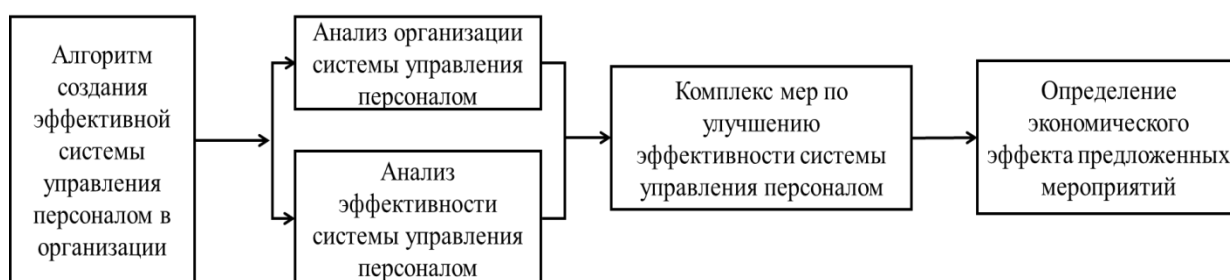 Алгоритм
создания
эффективной
системы
управления
персоналом в
организации
Анализ организации
системы управления
персоналом
Анализ
эффективности
системы управления
персоналом
Комплекс мер по
улучшению
эффективности системы
управления персоналом
Определение
экономического
эффекта предложенных
мероприятий